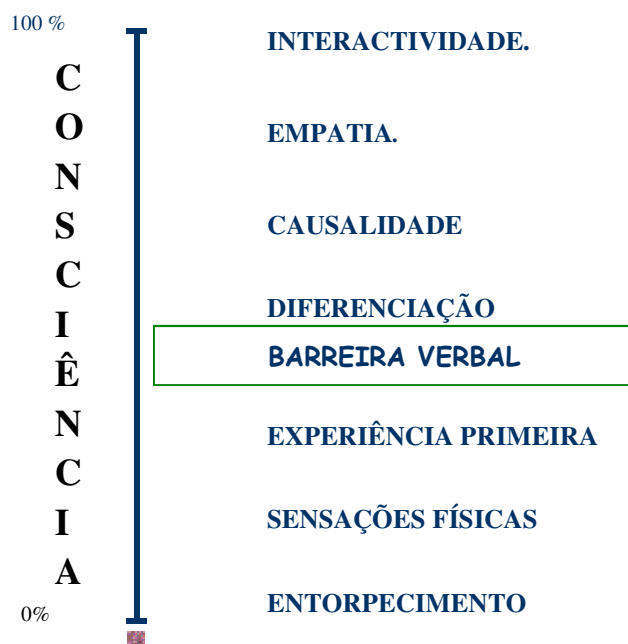 100 %
INTERACTIVIDADE.
C
O
N
S
C
I
Ê
N
C
I
A
EMPATIA.
CAUSALIDADE
DIFERENCIAÇÃO
BARREIRA VERBAL
EXPERIÊNCIA PRIMEIRA
SENSAÇÕES FÍSICAS
ENTORPECIMENTO
0%